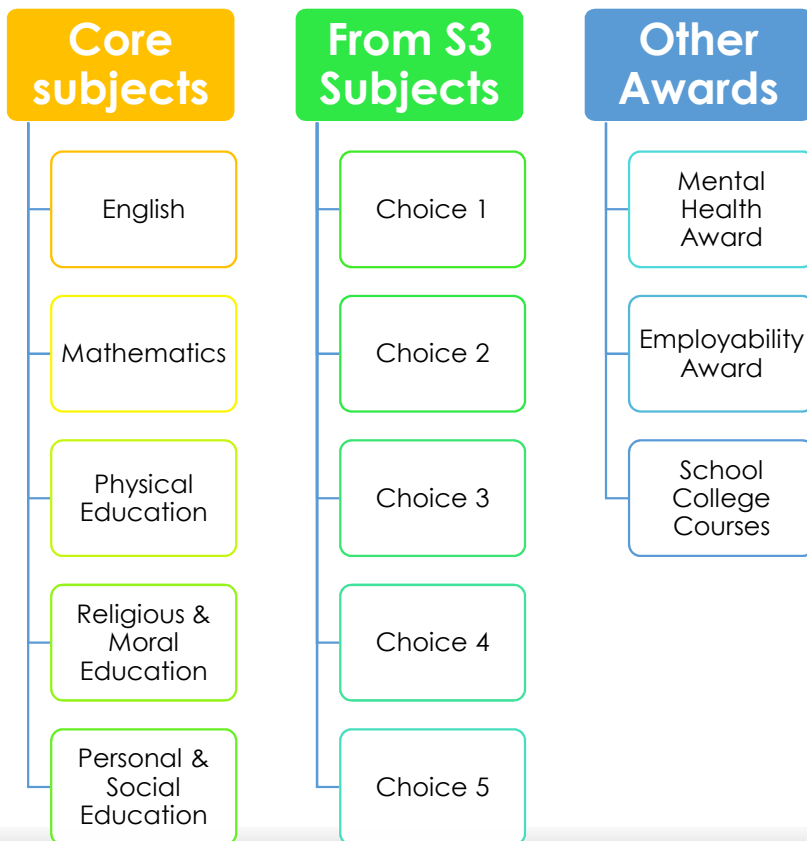 Core
subjects
English
Mathematics
Physical
Education
Religious &
Moral
Education
Personal &
Social
Education
From S3
Subjects
Choice 1
Choice 2
Choice 3
Choice 4
Choice 5
Other
Awards
Mental
Health
Award
Employability
Award
School
College
Courses